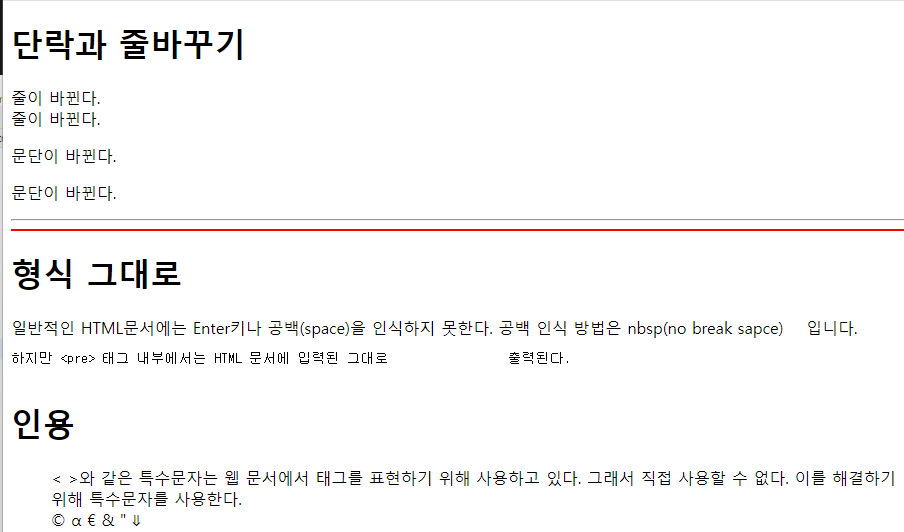 단락과 줄바꾸기
줄이 바뀐다.
줄이 바뀐다.
문단이 바뀐다.
문단이 바뀐다.
형식 그대로
일반적인 HTML문서에는 Enter키나 공백(space)을 인식하지 못한다. 공백 인식 방법은 nbsp(no break sapce)     입니다.
하지만 <pre> 태그 내부에서는 HTML 문서에 입력된 그대로               출력된다.
인용
< >와 같은 특수문자는 웹 문서에서 태그를 표현하기 위해 사용하고 있다. 그래서 직접 사용할 수 없다. 이를 해결하기
위해 특수문자를 사용한다.
© α € & " ⇓